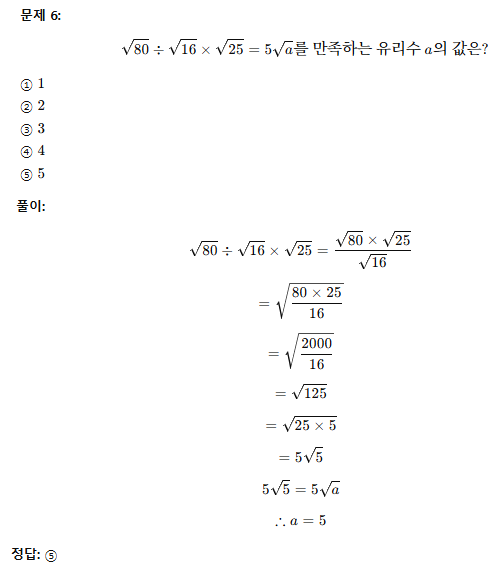 문제 6:
√80 ÷ √16 × √25 = 5√a를 만족하는 유리수 a의 값은?
① 1
② 2
③ 3
④ 4
⑤ 5
풀이:
√80 ÷ √16 × √25 = (√80 × √25)/√16
= √((80 × 25)/16)
= √(2000/16)
= √125
= √(25 × 5)
= 5√5
5√5 = 5√a
∴ a = 5
정답: ⑤